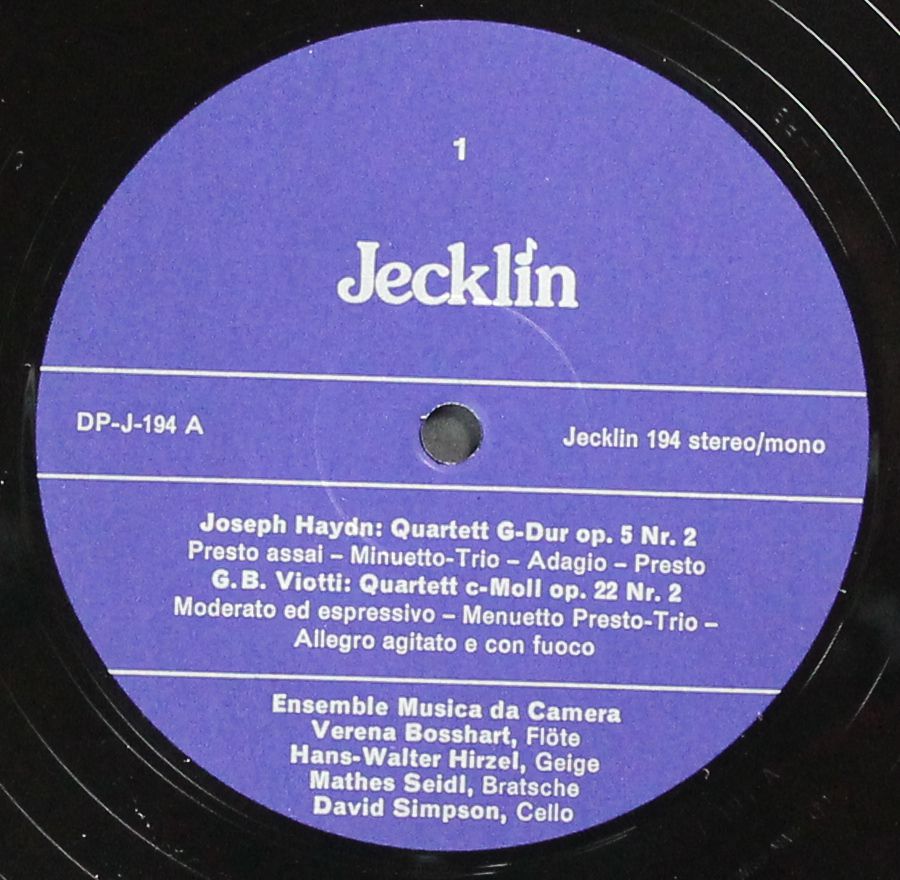 1
Jecklin
DP-J-194 A
Jecklin 194 stereo/mono
Joseph Haydn: Quartett G-Dur op. 5 Nr. 2
Presto assai – Minuetto-Trio – Adagio – Presto
G.B. Viotti: Quartett c-Moll op. 22 Nr. 2
Moderato ed espressivo – Menuetto Presto-Trio –
Allegro agitato e con fuoco
Ensemble Musica da Camera
Verena Bosshart, Flöte
Hans-Walter Hirzel, Geige
Mathes Seidl, Bratsche
David Simpson, Cello